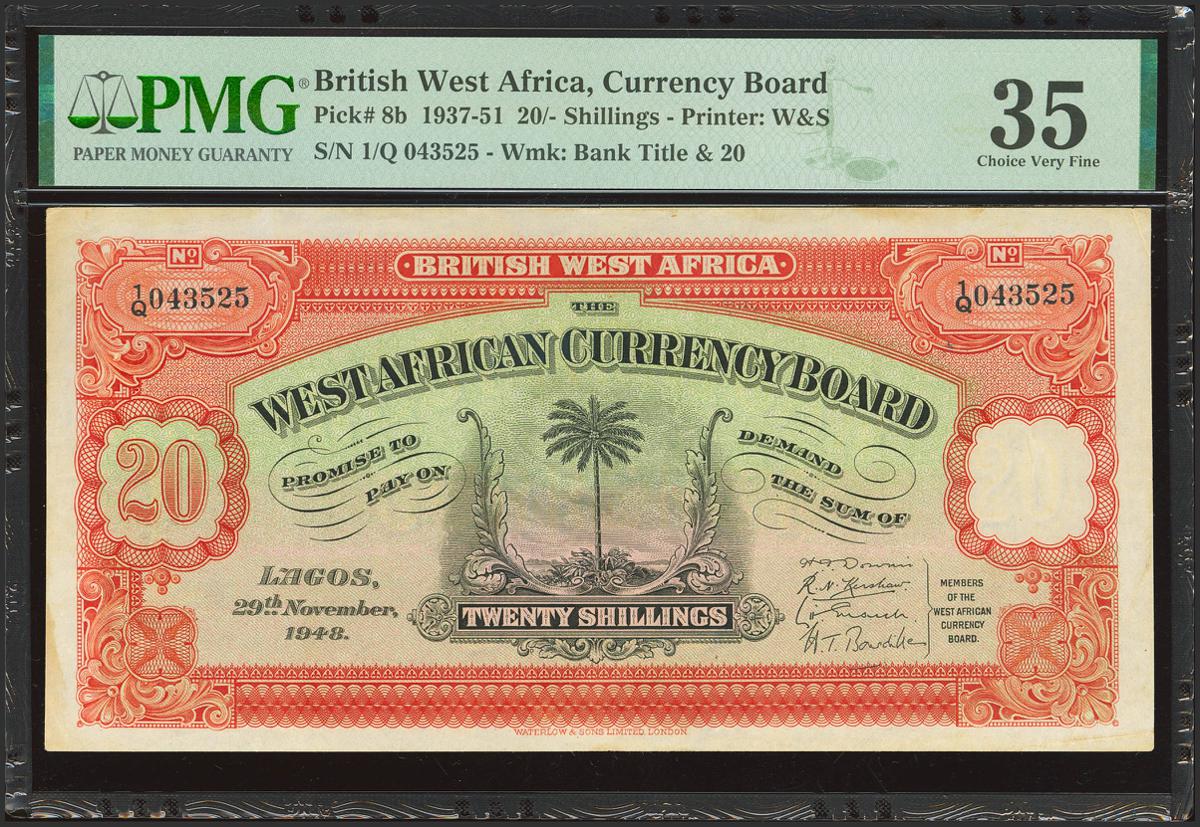 PMG®
PAPER MONEY GUARANTY
British West Africa, Currency Board
Pick# 8b 1937-51 20/- Shillings - Printer: W&S
S/N 1/Q 043525 - Wmk: Bank Title & 20
35
Choice Very Fine
Nº
1/Q 043525
BRITISH WEST AFRICA
Nº
1/Q 043525
THE
WEST AFRICAN CURRENCY BOARD
PROMISE TO
PAY ON
DEMAND
THE SUM OF
20
20
LAGOS,
29th November,
1948.
TWENTY SHILLINGS
R.N. Kershaw.
MEMBERS
OF THE
WEST AFRICAN
CURRENCY
BOARD.
WATERLOW & SONS LIMITED, LONDON